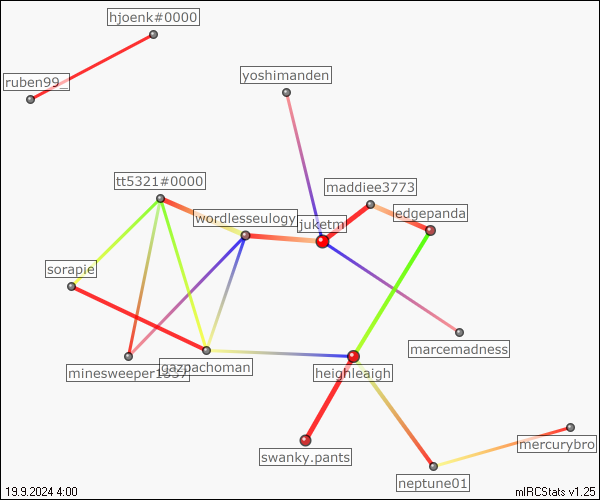 hjoenk#0000
ruben99_
yoshimanden
tt5321#0000
maddiee3773
wordlesseulogy
juketm
edgepanda
sorapie
marcemadness
minesweeper1337
gazpachoman
heighleaigh
mercurybro
swanky.pants
neptune01
19.9.2024 4:00
mIRCStats v1.25